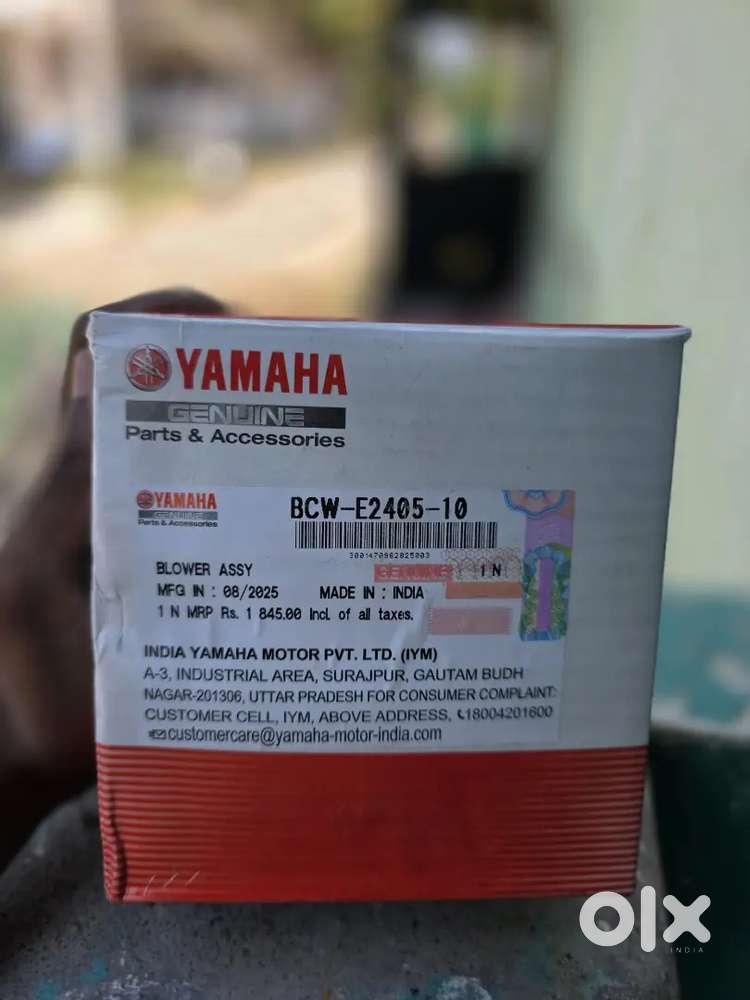 YAMAHA
GENUINE
Parts & Accessories
YAMAHA
GENUINE
Parts & Accessories
BCW-E2405-10
3001470962825003
BLOWER ASSY
GENUINE
1 N
MFG IN : 08/2025 MADE IN : INDIA
1 N MRP Rs. 1 845.00 Incl. of all taxes.
INDIA YAMAHA MOTOR PVT. LTD. (IYM)
A-3, INDUSTRIAL AREA, SURAJPUR, GAUTAM BUDH
NAGAR-201306, UTTAR PRADESH FOR CONSUMER COMPLAINT:
CUSTOMER CELL, IYM, ABOVE ADDRESS, 18004201600
customercare@yamaha-motor-india.com
olx
INDIA